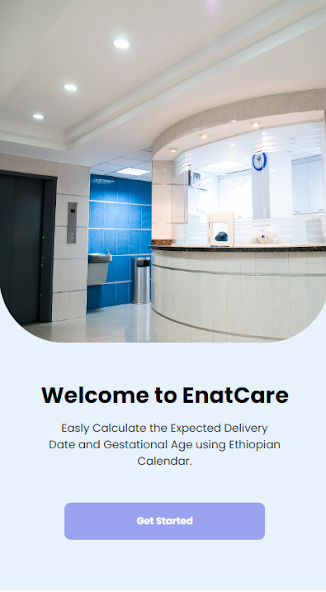 Welcome to EnatCare
Easly Calculate the Expected Delivery
Date and Gestational Age using Ethiopian
Calendar.
Get Started